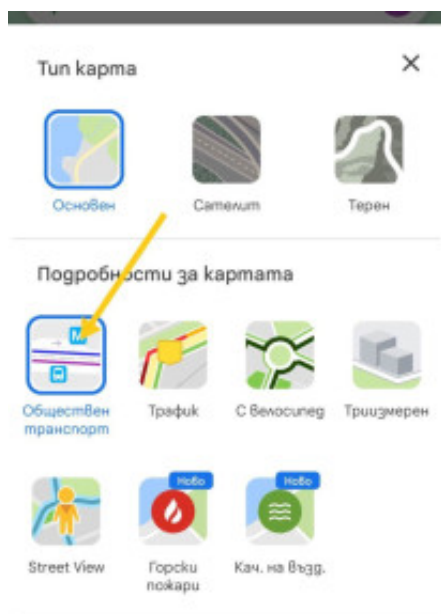 Тип карта
Основен
Сателит
Терен
Подробности за картата
M
Обществен
транспорт
Трафик
С велосипед
Триизмерен
Street View
Ново
Горски
пожари
Ново
Кач. на възд.